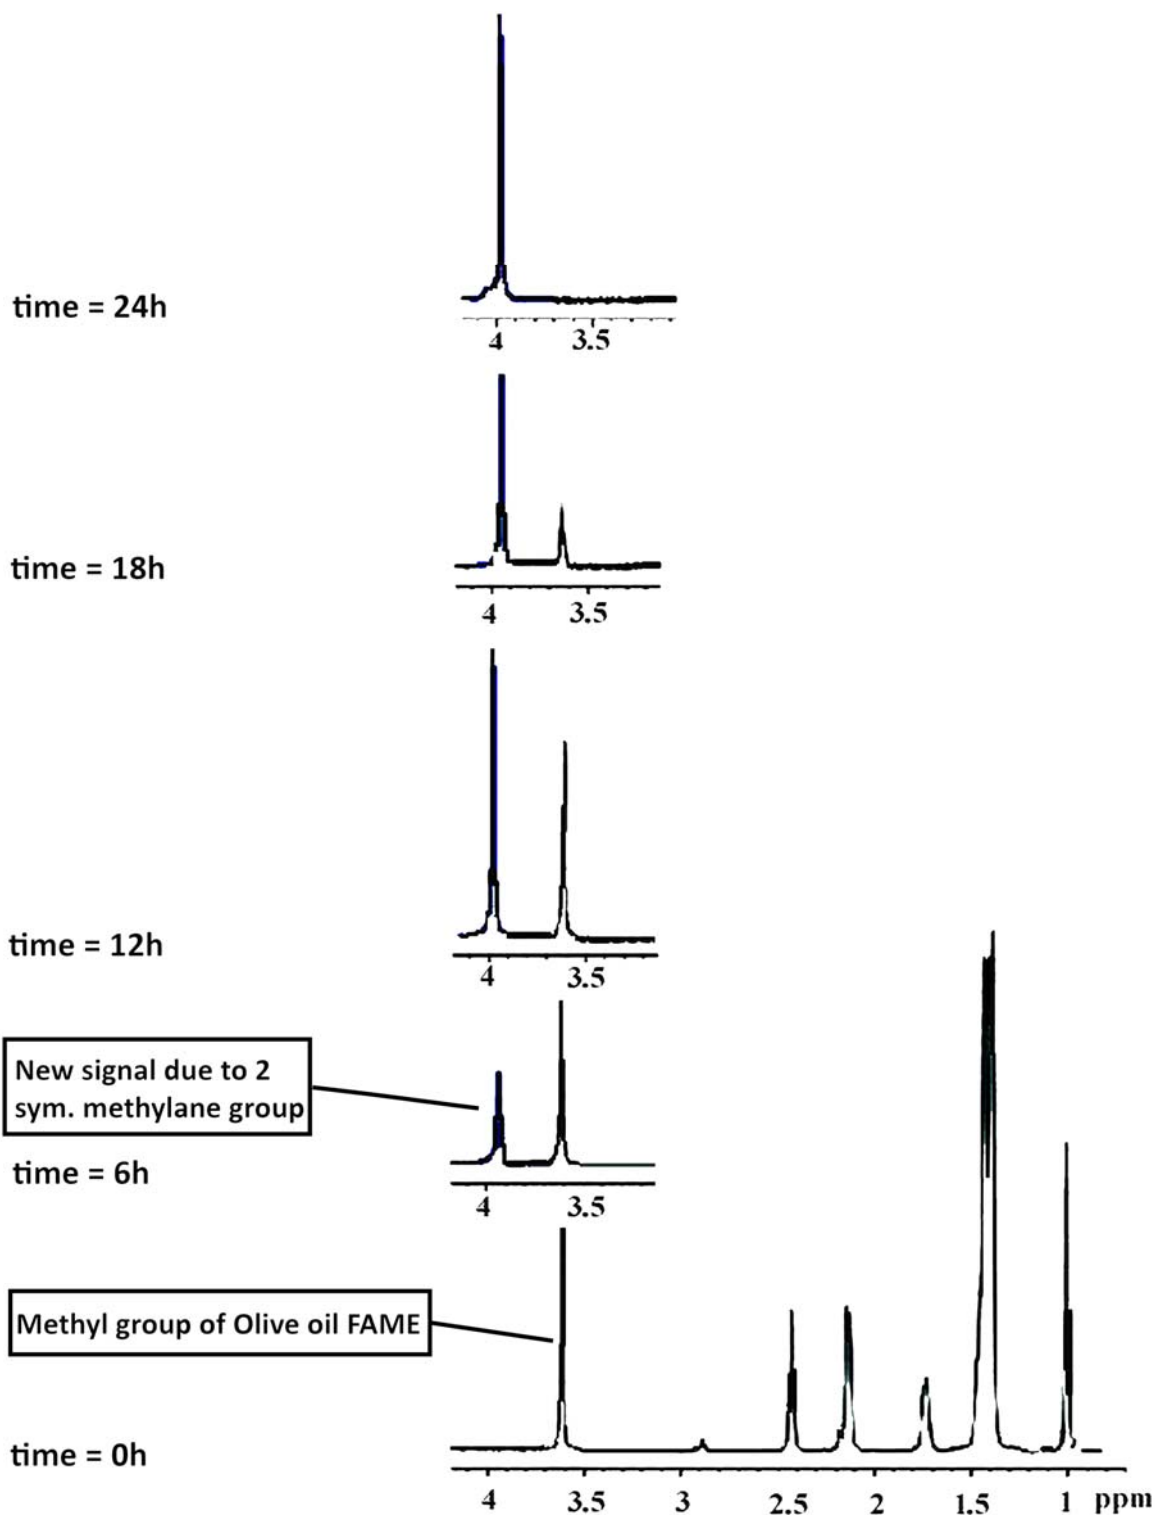 time = 24h
4 3.5
time = 18h
4 3.5
time = 12h
4 3.5
New signal due to 2
sym. methylane group
time = 6h
4 3.5
Methyl group of Olive oil FAME
time = 0h
4 3.5 3 2.5 2 1.5 1 ppm